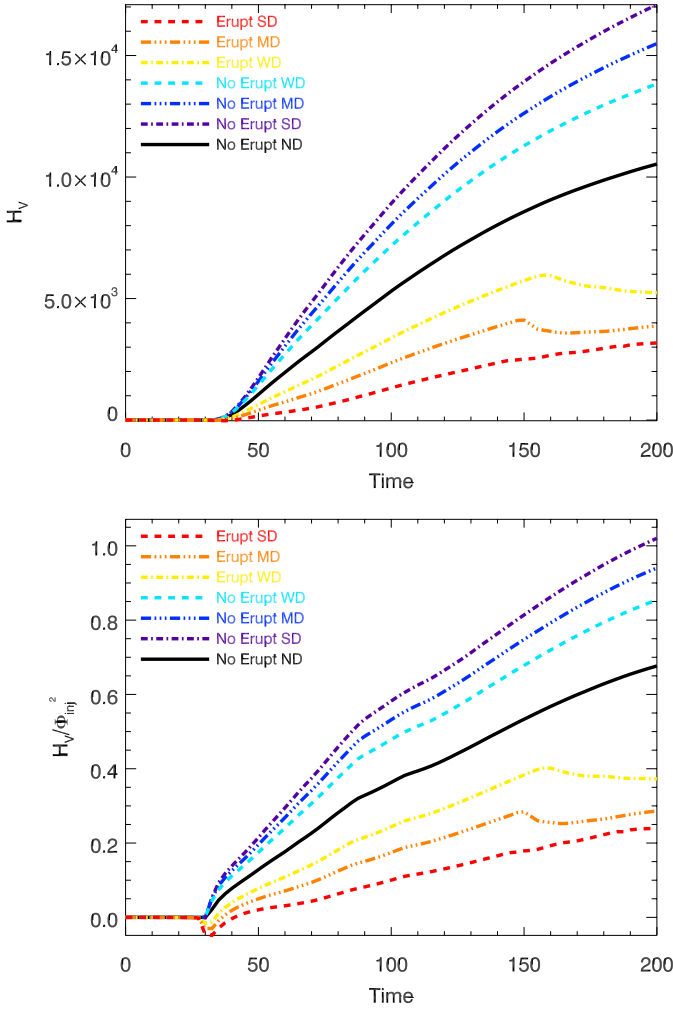 Erupt SD
Erupt MD
Erupt WD
No Erupt WD
No Erupt MD
No Erupt SD
No Erupt ND
1.5×10⁴
1.0×10⁴
5.0×10³
0
H_V
0 50 100 150 200
Time
Erupt SD
Erupt MD
Erupt WD
No Erupt WD
No Erupt MD
No Erupt SD
No Erupt ND
1.0
0.8
0.6
0.4
0.2
0.0
H_V/Φ_inj²
0 50 100 150 200
Time